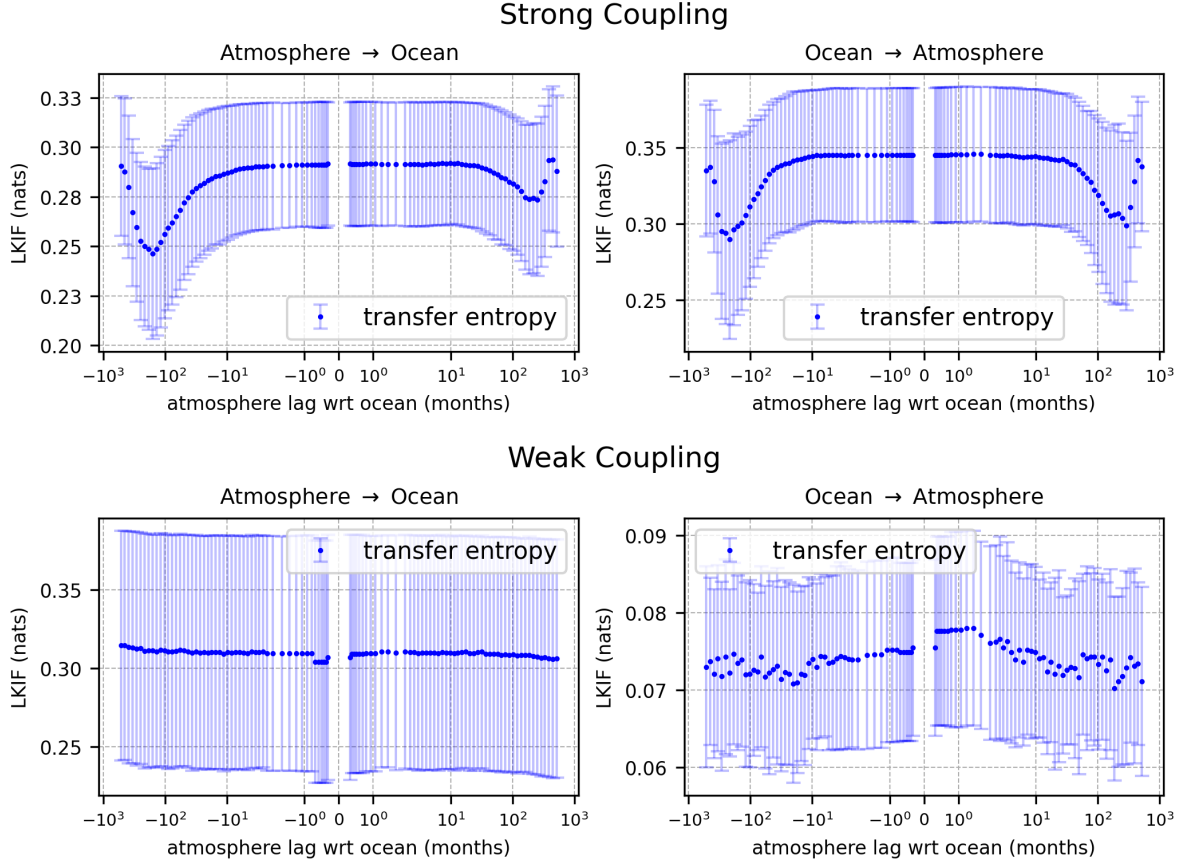 Strong Coupling
Atmosphere → Ocean
Ocean → Atmosphere
LKIF (nats)
0.33
0.30
0.28
0.25
0.23
0.20
transfer entropy
−10³ −10² −10¹ −10⁰ 0 10⁰ 10¹ 10² 10³
atmosphere lag wrt ocean (months)
LKIF (nats)
0.35
0.30
0.25
transfer entropy
−10³ −10² −10¹ −10⁰ 0 10⁰ 10¹ 10² 10³
atmosphere lag wrt ocean (months)
Weak Coupling
Atmosphere → Ocean
Ocean → Atmosphere
LKIF (nats)
0.35
0.30
0.25
transfer entropy
−10³ −10² −10¹ −10⁰ 0 10⁰ 10¹ 10² 10³
atmosphere lag wrt ocean (months)
LKIF (nats)
0.09
0.08
0.07
0.06
transfer entropy
−10³ −10² −10¹ −10⁰ 0 10⁰ 10¹ 10² 10³
atmosphere lag wrt ocean (months)